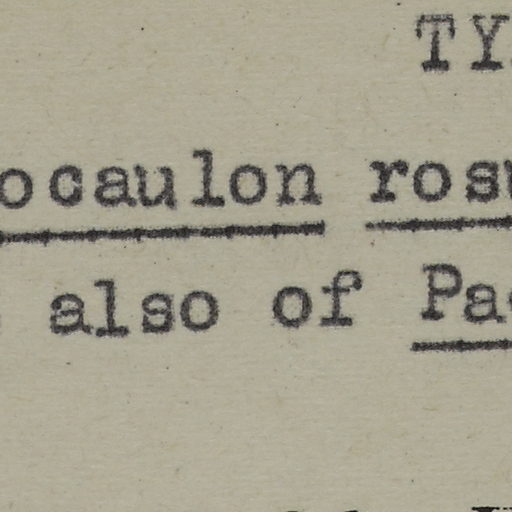 TY
ocaulon ros
also of Pa